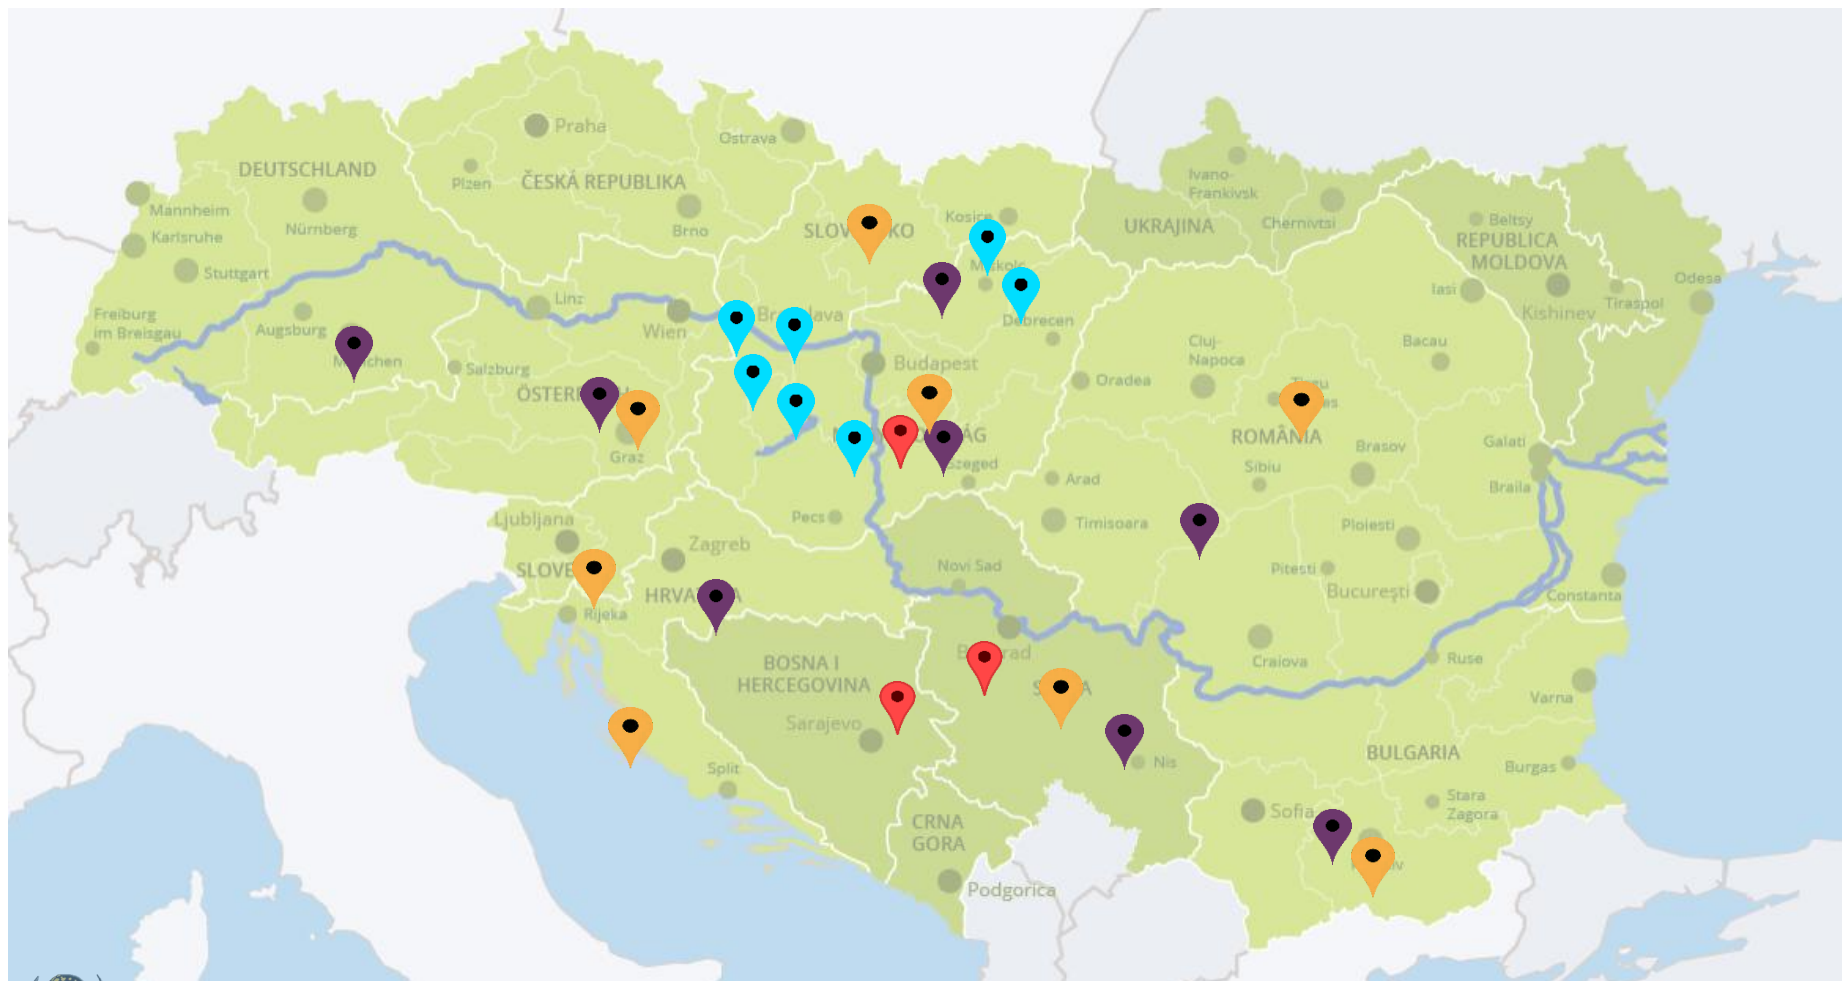 Praha
Ostrava
DEUTSCHLAND
Plzen
ČESKÁ REPUBLIKA
Mannheim
Nürnberg
Brno
Karlsruhe
Stuttgart
Ivano-
Frankivsk
Chernivtsi
Kosice
UKRAJINA
Beltsy
REPUBLICA
MOLDOVA
Odesa
Iasi
Tiraspol
Kishinev
Linz
Freiburg
im Breisgau
Augsburg
Wien
Debrecen
Salzburg
Budapest
Cluj-
Napoca
Bacau
Oradea
Graz
ROMÂNIA
Brasov
Galati
Sibiu
Szeged
Arad
Braila
Pecs
Ljubljana
Timisoara
Ploiesti
Zagreb
Novi Sad
Pitesti
Bucureşti
Constanta
Rijeka
Craiova
Ruse
BOSNA I
HERCEGOVINA
Varna
Sarajevo
BULGARIA
Nis
Split
Burgas
Stara
Zagora
Sofia
CRNA
GORA
Podgorica